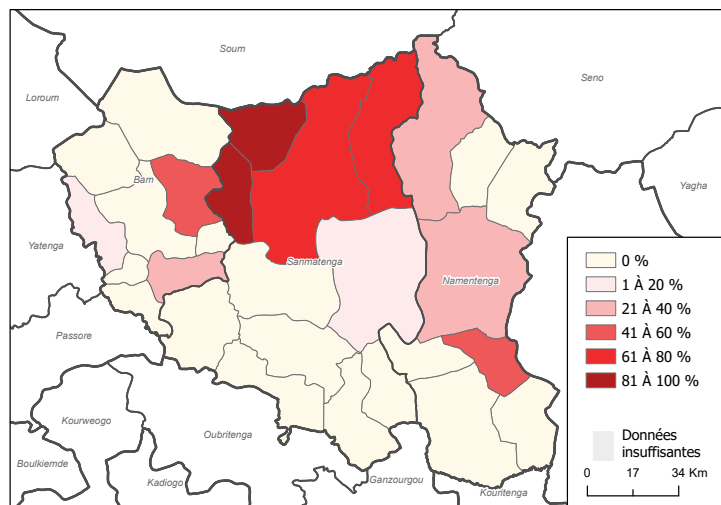 Soum
Seno
Loroum
Bam
Yagha
Yatenga
Sanmatenga
Namentenga
Passore
Kourweogo
Oubritenga
Boulkiemde
Kadiogo
Ganzourgou
Kouritenga
0 %
1 À 20 %
21 À 40 %
41 À 60 %
61 À 80 %
81 À 100 %
Données
insuffisantes
0 17 34 Km